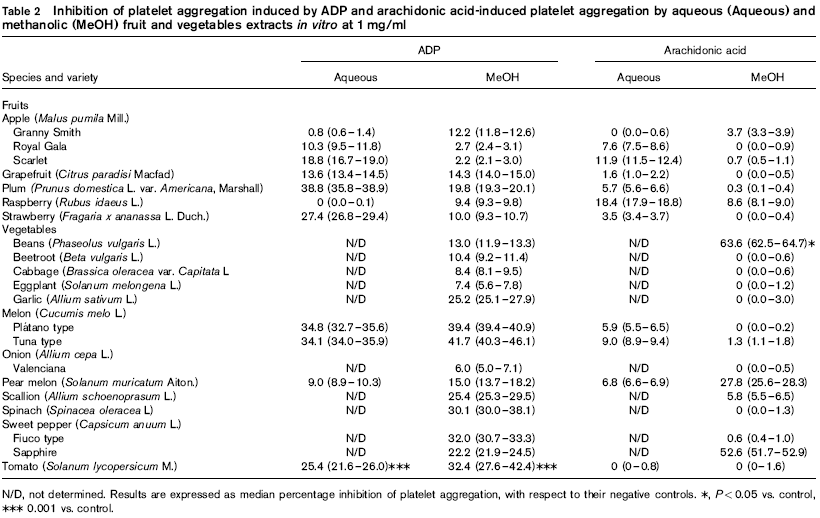 Table 2 Inhibition of platelet aggregation induced by ADP and arachidonic acid-induced platelet aggregation by aqueous (Aqueous) and
methanolic (MeOH) fruit and vegetables extracts in vitro at 1 mg/ml
ADP Arachidonic acid
Species and variety Aqueous MeOH Aqueous MeOH
Fruits
Apple (Malus pumila Mill.)
Granny Smith 0.8 (0.6–1.4) 12.2 (11.8–12.6) 0 (0.0–0.6) 3.7 (3.3–3.9)
Royal Gala 10.3 (9.5–11.8) 2.7 (2.4–3.1) 7.6 (7.5–8.6) 0 (0.0–0.9)
Scarlet 18.8 (16.7–19.0) 2.2 (2.1–3.0) 11.9 (11.5–12.4) 0.7 (0.5–1.1)
Grapefruit (Citrus paradisi Macfad) 13.6 (13.4–14.5) 14.3 (14.0–15.0) 1.6 (1.0–2.2) 0 (0.0–0.5)
Plum (Prunus domestica L. var. Americana, Marshall) 38.8 (35.8–38.9) 19.8 (19.3–20.1) 5.7 (5.6–6.6) 0.3 (0.1–0.4)
Raspberry (Rubus idaeus L.) 0 (0.0–0.1) 9.4 (9.3–9.8) 18.4 (17.9–18.8) 8.6 (8.1–9.0)
Strawberry (Fragaria x ananassa L. Duch.) 27.4 (26.8–29.4) 10.0 (9.3–10.7) 3.5 (3.4–3.7) 0 (0.0–0.4)
Vegetables
Beans (Phaseolus vulgaris L.) N/D 13.0 (11.9–13.3) N/D 63.6 (62.5–64.7)*
Beetroot (Beta vulgaris L.) N/D 10.4 (9.2–11.4) N/D 0 (0.0–0.6)
Cabbage (Brassica oleracea var. Capitata L N/D 8.4 (8.1–9.5) N/D 0 (0.0–0.6)
Eggplant (Solanum melongena L.) N/D 7.4 (5.6–7.8) N/D 0 (0.0–1.2)
Garlic (Allium sativum L.) N/D 25.2 (25.1–27.9) N/D 0 (0.0–3.0)
Melon (Cucumis melo L.)
Plátano type 34.8 (32.7–35.6) 39.4 (39.4–40.9) 5.9 (5.5–6.5) 0 (0.0–0.2)
Tuna type 34.1 (34.0–35.9) 41.7 (40.3–46.1) 9.0 (8.9–9.4) 1.3 (1.1–1.8)
Onion (Allium cepa L.)
Valenciana N/D 6.0 (5.0–7.1) N/D 0 (0.0–0.5)
Pear melon (Solanum muricatum Aiton.) 9.0 (8.9–10.3) 15.0 (13.7–18.2) 6.8 (6.6–6.9) 27.8 (25.6–28.3)
Scallion (Allium schoenoprasum L.) N/D 25.4 (25.3–29.5) N/D 5.8 (5.5–6.5)
Spinach (Spinacea oleracea L) N/D 30.1 (30.0–38.1) N/D 0 (0.0–1.3)
Sweet pepper (Capsicum anuum L.)
Fiuco type N/D 32.0 (30.7–33.3) N/D 0.6 (0.4–1.0)
Sapphire N/D 22.2 (21.9–24.5) N/D 52.6 (51.7–52.9)
Tomato (Solanum lycopersicum M.) 25.4 (21.6–26.0)*** 32.4 (27.6–42.4)*** 0 (0–0.8) 0 (0–1.6)
N/D, not determined. Results are expressed as median percentage inhibition of platelet aggregation, with respect to their negative controls. *, P<0.05 vs. control,
*** 0.001 vs. control.